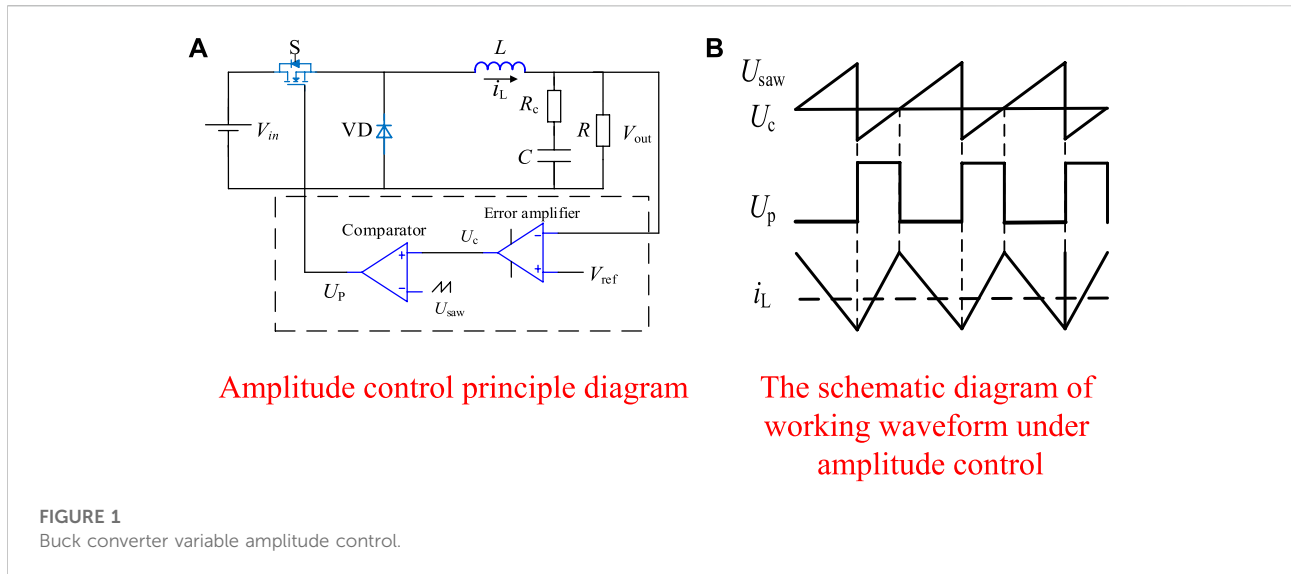 A
S
L
iL
Rc
Vin
VD
R
Vout
C
Error amplifier
Comparator
Uc
+
−
−
+
Vref
UP
Usaw
Amplitude control principle diagram
B
Usaw
Uc
Up
iL
The schematic diagram of
working waveform under
amplitude control
FIGURE 1
Buck converter variable amplitude control.